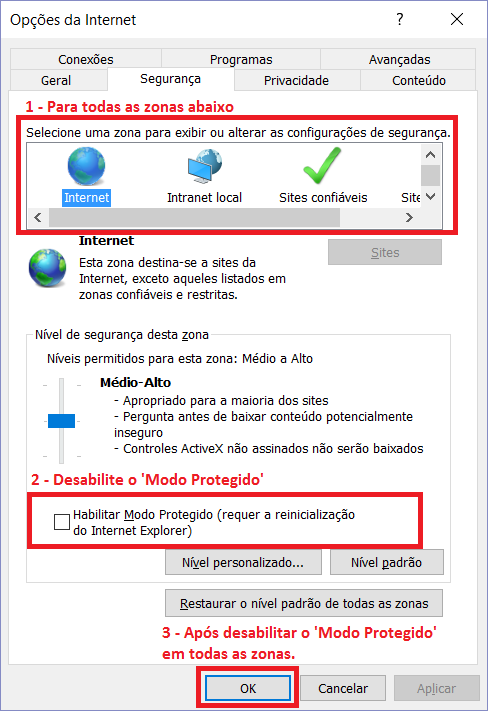 Opções da Internet
?
Conexões Programas Avançadas
Geral Segurança Privacidade Conteúdo
1 - Para todas as zonas abaixo
Selecione uma zona para exibir ou alterar as configurações de segurança.
Internet Intranet local Sites confiáveis Site
Internet
Esta zona destina-se a sites da
Internet, exceto aqueles listados em
zonas confiáveis e restritas.
Sites
Nível de segurança desta zona
Níveis permitidos para esta zona: Médio a Alto
Médio-Alto
- Apropriado para a maioria dos sites
- Pergunta antes de baixar conteúdo potencialmente
inseguro
- Controles ActiveX não assinados não serão baixados
2 - Desabilite o 'Modo Protegido'
Habilitar Modo Protegido (requer a reinicialização
do Internet Explorer)
Nível personalizado... Nível padrão
Restaurar o nível padrão de todas as zonas
3 - Após desabilitar o 'Modo Protegido'
em todas as zonas.
OK Cancelar Aplicar